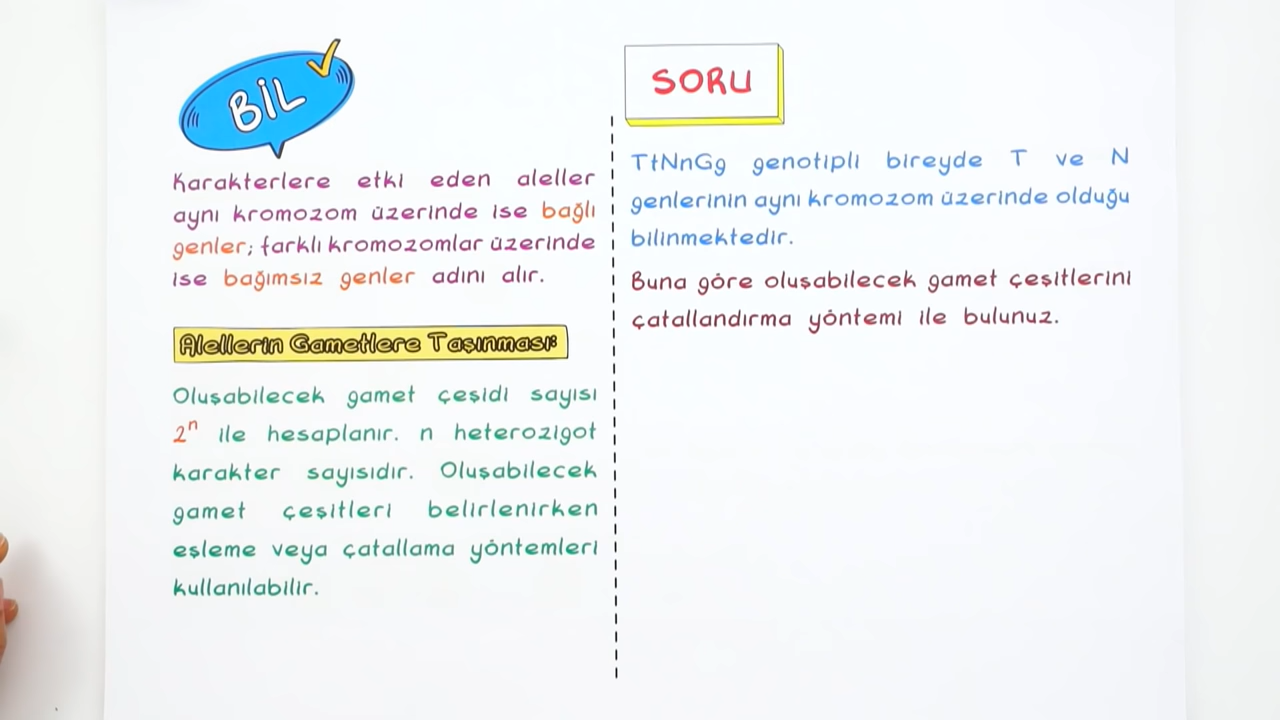 BİL
Karakterlere etki eden aleller
aynı kromozom üzerinde ise bağlı
genler; farklı kromozomlar üzerinde
ise bağımsız genler adını alır.
Alellerin Gametlere Taşınması:
Oluşabilecek gamet çeşidi sayısı
2ⁿ ile hesaplanır. n heterozigot
karakter sayısıdır. Oluşabilecek
gamet çeşitleri belirlenirken
eşleme veya çatallama yöntemleri
kullanılabilir.
SORU
TtNnGg genotipli bireyde T ve N
genlerinin aynı kromozom üzerinde olduğu
bilinmektedir.
Buna göre oluşabilecek gamet çeşitlerini
çatallandırma yöntemi ile bulunuz.